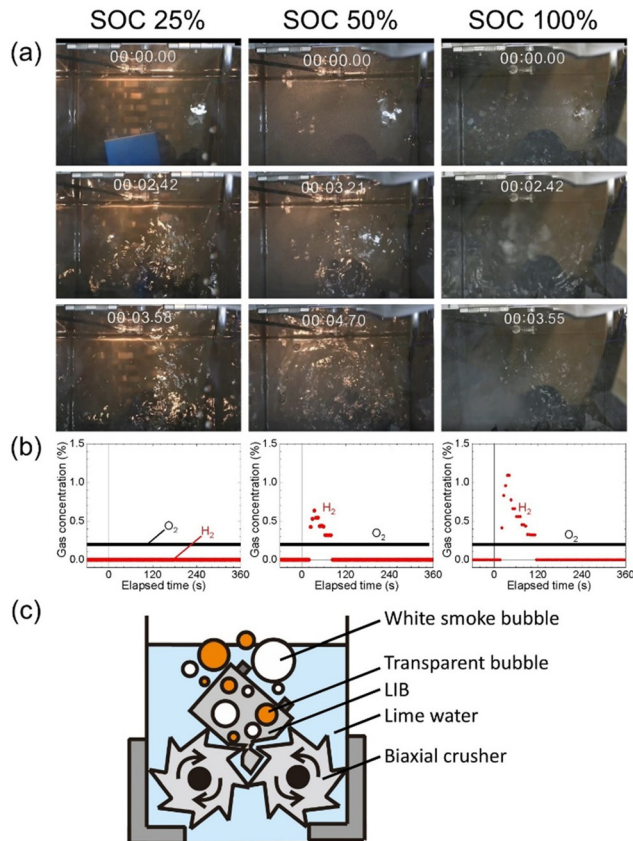 SOC 25% SOC 50% SOC 100%
(a)
00:00.00 00:00.00 00:00.00
00:02.42 00:03.21 00:02.42
00:03.58 00:04.70 00:03.55
(b)
Gas concentration (%)
1.5
1.0
0.5
0.0
O2
H2
0 120 240 360
Elapsed time (s)
Gas concentration (%)
1.5
1.0
0.5
0.0
H2
O2
0 120 240 360
Elapsed time (s)
Gas concentration (%)
1.5
1.0
0.5
0.0
H2
O2
0 120 240 360
Elapsed time (s)
(c)
White smoke bubble
Transparent bubble
LIB
Lime water
Biaxial crusher